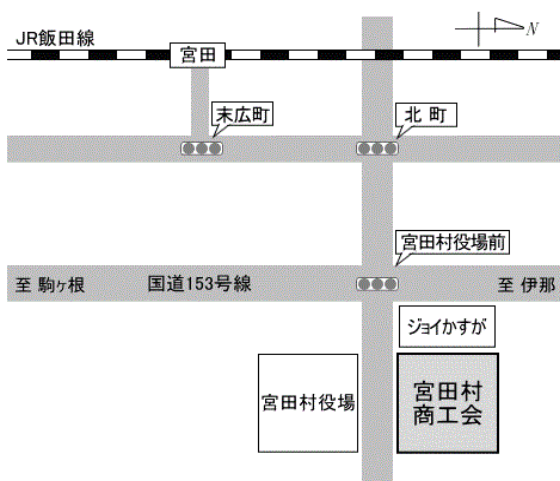 JR飯田線
宮田
N
末広町
北町
宮田村役場前
至 駒ヶ根
国道153号線
至 伊那
ジョイかすが
宮田村役場
宮田村
商工会